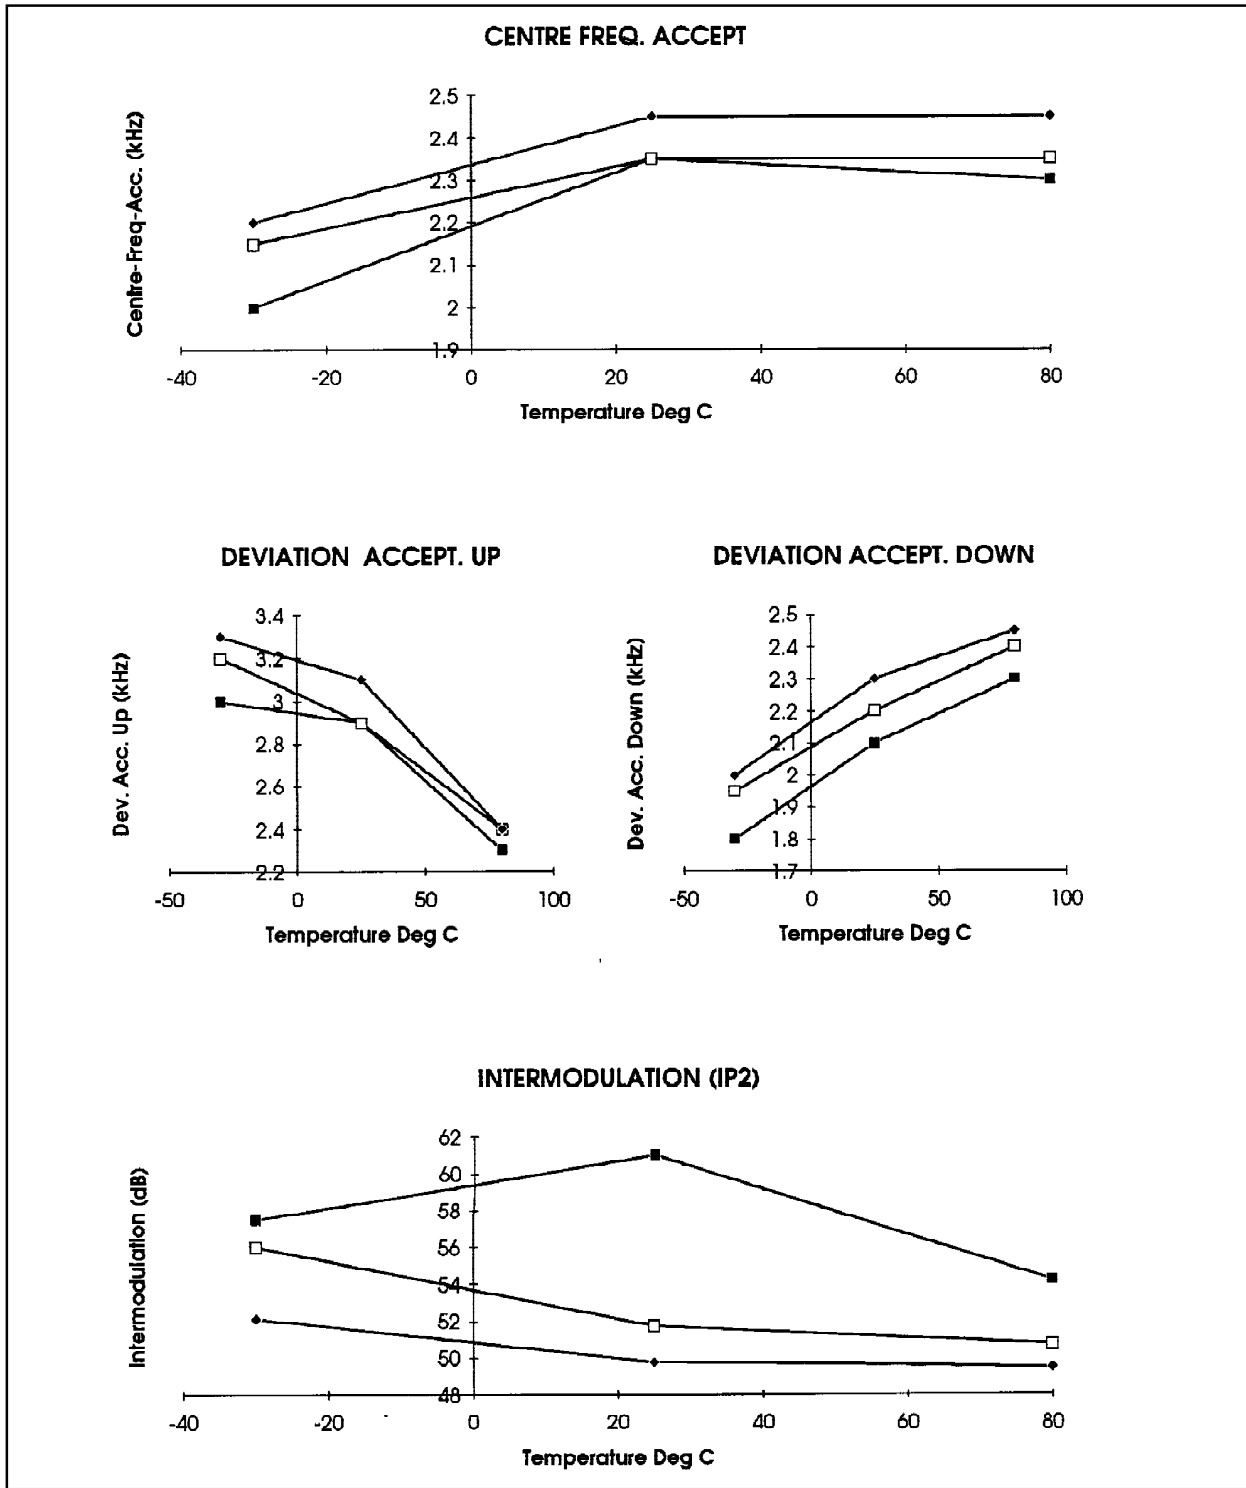 CENTRE FREQ. ACCEPT
Centre-Freq-Acc. (kHz)
2.5
2.4
2.3
2.2
2.1
2
1.9
-40 -20 0 20 40 60 80
Temperature Deg C
DEVIATION ACCEPT. UP
Dev. Acc. Up (kHz)
3.4
3.2
3
2.8
2.6
2.4
2.2
-50 0 50 100
Temperature Deg C
DEVIATION ACCEPT. DOWN
Dev. Acc. Down (kHz)
2.5
2.4
2.3
2.2
2.1
2
1.9
1.8
1.7
-50 0 50 100
Temperature Deg C
INTERMODULATION (IP2)
Intermodulation (dB)
62
60
58
56
54
52
50
48
-40 -20 0 20 40 60 80
Temperature Deg C